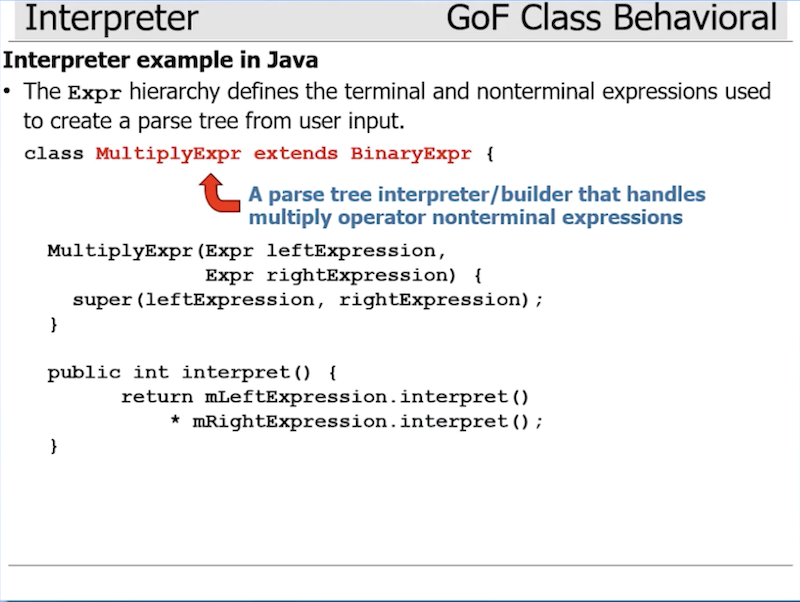 Interpreter GoF Class Behavioral
Interpreter example in Java
• The Expr hierarchy defines the terminal and nonterminal expressions used
to create a parse tree from user input.
class MultiplyExpr extends BinaryExpr {
A parse tree interpreter/builder that handles
multiply operator nonterminal expressions
MultiplyExpr(Expr leftExpression,
Expr rightExpression) {
super(leftExpression, rightExpression);
}
public int interpret() {
return mLeftExpression.interpret()
* mRightExpression.interpret();
}